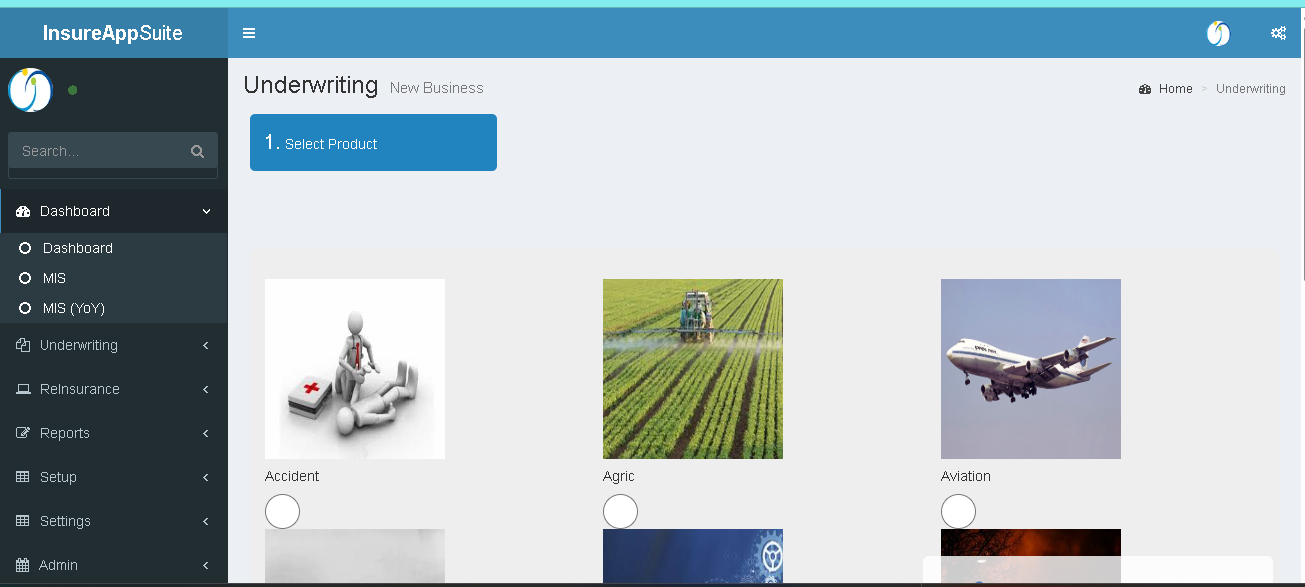 InsureAppSuite
Underwriting New Business
Home > Underwriting
1. Select Product
Search...
Dashboard
Dashboard
MIS
MIS (YoY)
Underwriting
ReInsurance
Reports
Setup
Settings
Admin
Accident
Agric
Aviation